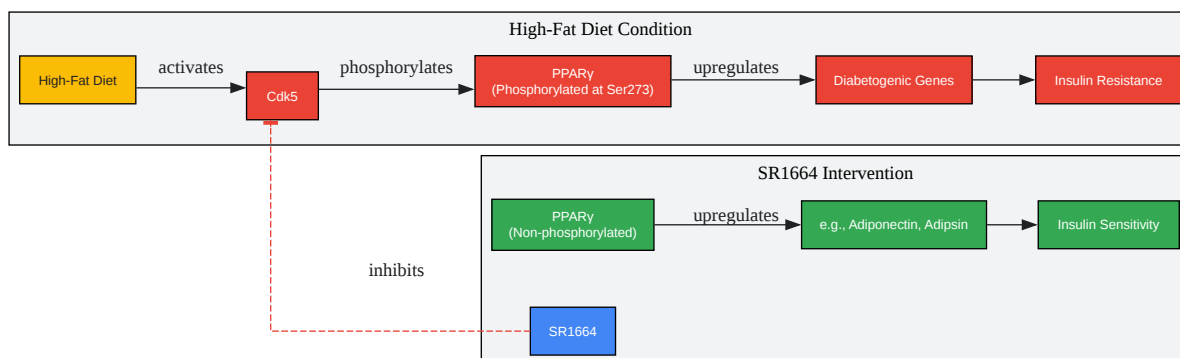 High-Fat Diet Condition
High-Fat Diet
activates
Cdk5
phosphorylates
PPARγ
(Phosphorylated at Ser273)
upregulates
Diabetogenic Genes
Insulin Resistance
SR1664 Intervention
PPARγ
(Non-phosphorylated)
upregulates
e.g., Adiponectin, Adipsin
Insulin Sensitivity
inhibits
SR1664